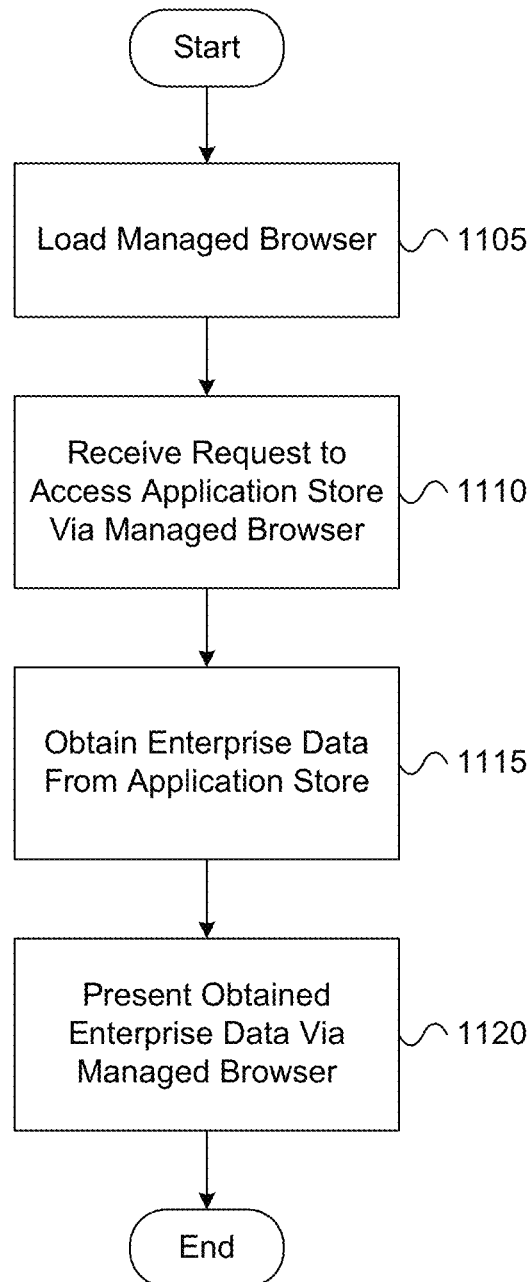 Start
Load Managed Browser
1105
Receive Request to
Access Application Store
Via Managed Browser
1110
Obtain Enterprise Data
From Application Store
1115
Present Obtained
Enterprise Data Via
Managed Browser
1120
End